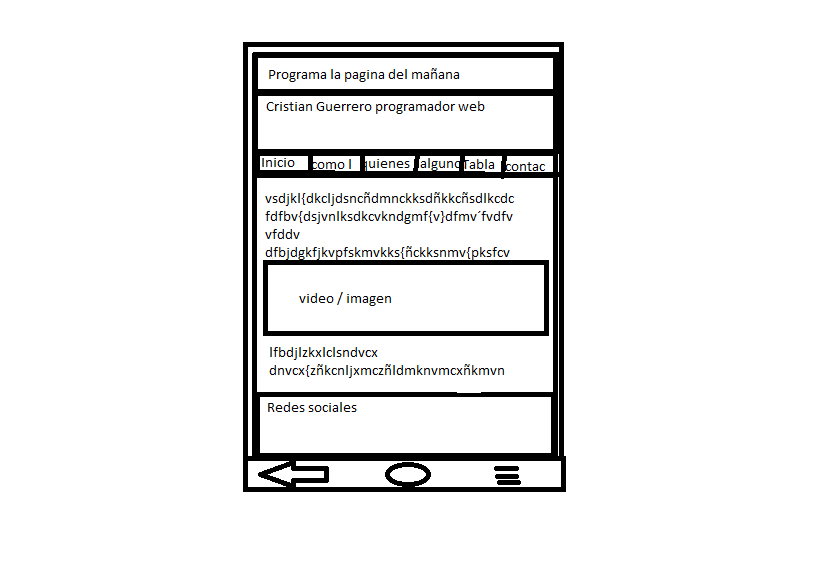 Programa la pagina del mañana
Cristian Guerrero programador web
Inicio como l quienes alguno Tabla contac
vsdjkl{dkcljdsncñdmnckksdñkkcñsdlkcdc
fdfbv{dsjvnlksdkcvkndgmf{v}dfmv´fvdfv
vfddv
dfbjdgkfjkvpfskmvkks{ñckksnmv{pksfcv
video / imagen
lfbdjlzkxlclsndvcx
dnvcx{zñkcnljxmczñldmknvmcxñkmvn
Redes sociales